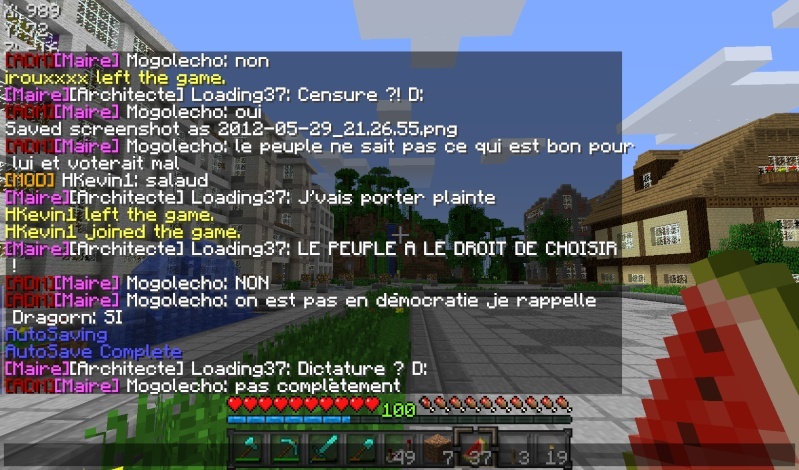 X: 989
Y: 72
Z: -16
[ADM][Maire] Mogolecho: non
irouxxxx left the game.
[Maire][Architecte] Loading37: Censure ?! D:
[ADM][Maire] Mogolecho: oui
Saved screenshot as 2012-05-29_21.26.55.png
[ADM][Maire] Mogolecho: le peuple ne sait pas ce qui est bon pour
lui et voterait mal
[MOD] HKevin1: salaud
[Maire][Architecte] Loading37: J'vais porter plainte
HKevin1 left the game.
HKevin1 joined the game.
[Maire][Architecte] Loading37: LE PEUPLE A LE DROIT DE CHOISIR
!
[ADM][Maire] Mogolecho: NON
[ADM][Maire] Mogolecho: on est pas en démocratie je rappelle
Dragorn: SI
AutoSaving
AutoSave Complete
[Maire][Architecte] Loading37: Dictature ? D:
[ADM][Maire] Mogolecho: pas complètement
100
49 7 37 3 19